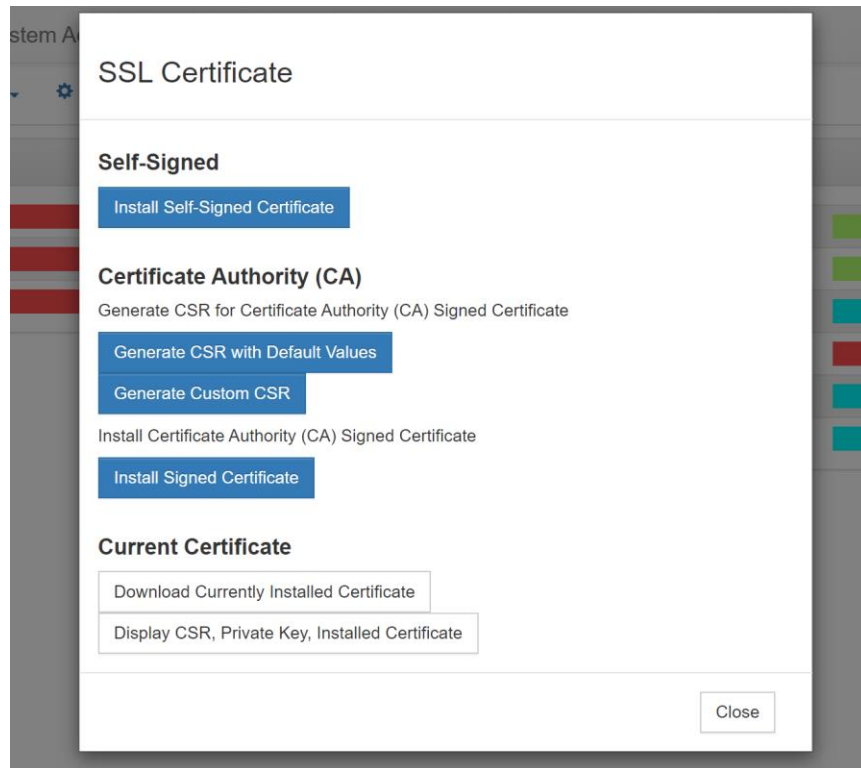 stem A
SSL Certificate
Self-Signed
Install Self-Signed Certificate
Certificate Authority (CA)
Generate CSR for Certificate Authority (CA) Signed Certificate
Generate CSR with Default Values
Generate Custom CSR
Install Certificate Authority (CA) Signed Certificate
Install Signed Certificate
Current Certificate
Download Currently Installed Certificate
Display CSR, Private Key, Installed Certificate
Close